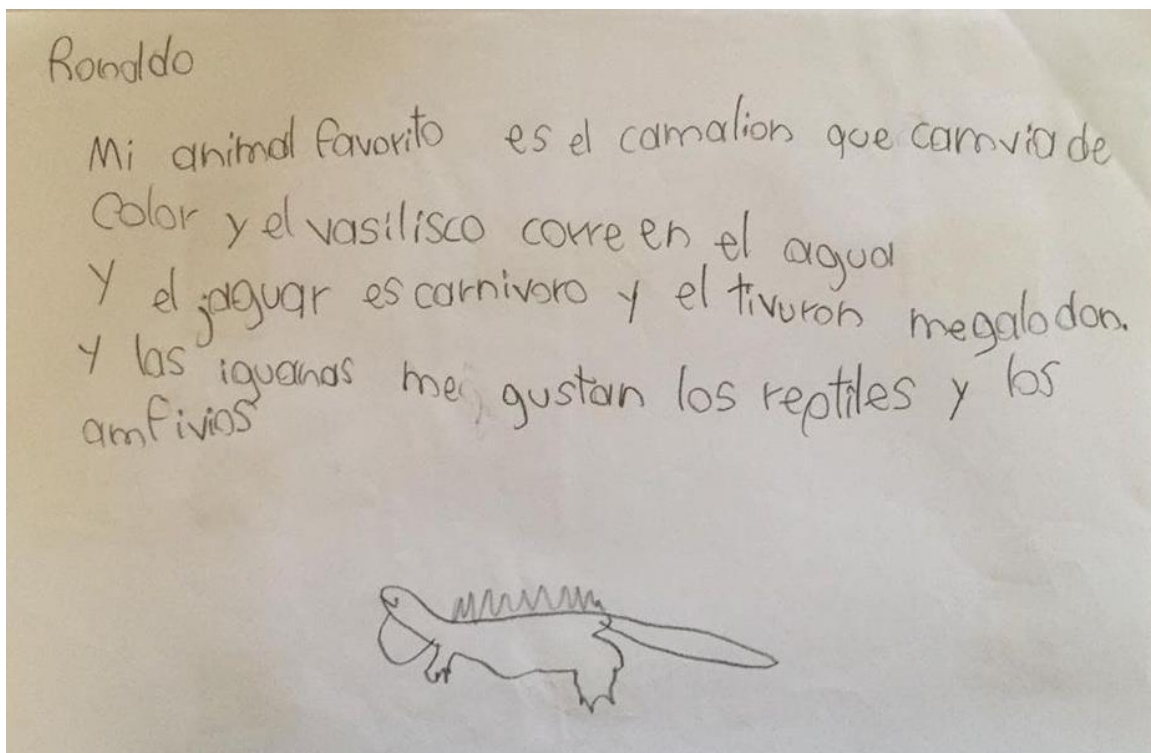 Ronaldo
Mi animal favorito es el camalion que camvia de
color y el vasilisco corre en el agua
Y el jaguar es carnivoro y el tivuron megalodon.
Y las iguanas me gustan los reptiles y los
amfivios